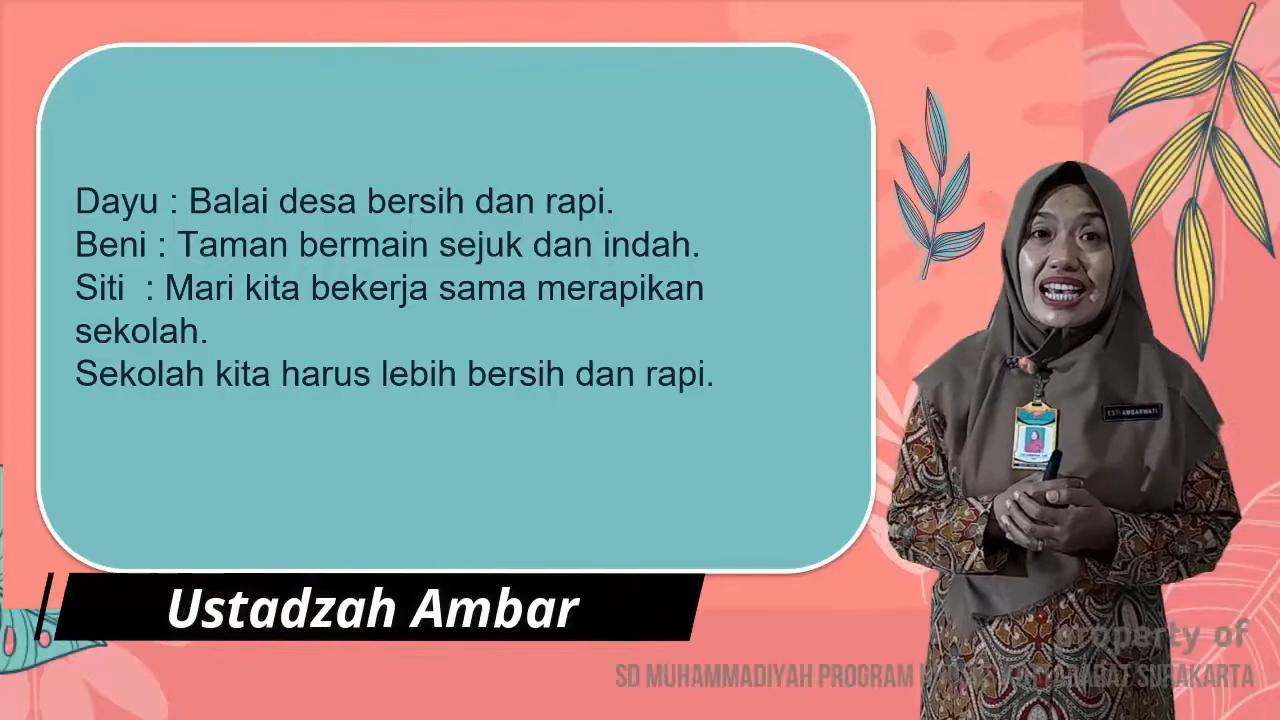 Dayu : Balai desa bersih dan rapi.
Beni : Taman bermain sejuk dan indah.
Siti : Mari kita bekerja sama merapikan
sekolah.
Sekolah kita harus lebih bersih dan rapi.
ESTI AMBARWATI
Ustadzah Ambar
property of
SD MUHAMMADIYAH PROGRAM SURAKARTA